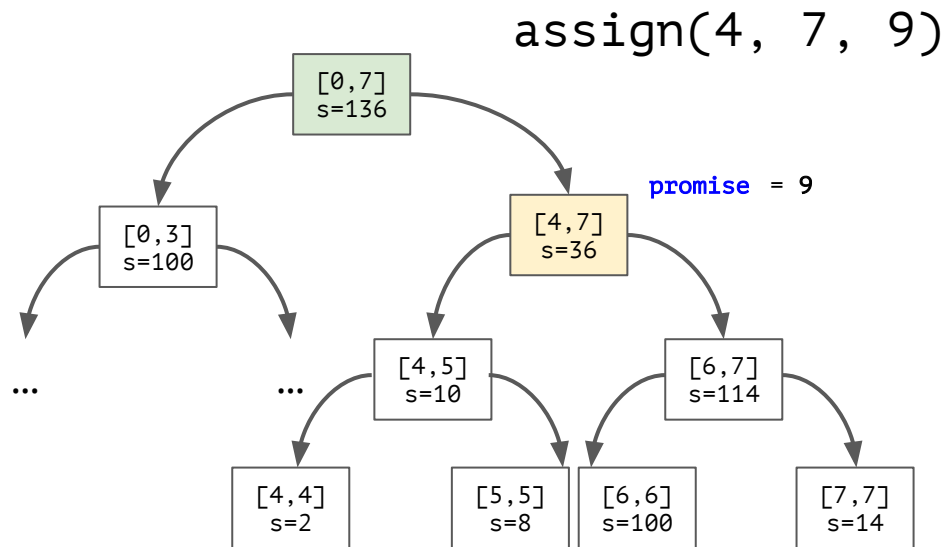 assign(4, 7, 9)
[0,7]
s=136
promise = 9
[0,3]
s=100
[4,7]
s=36
...
...
[4,5]
s=10
[6,7]
s=114
[4,4]
s=2
[5,5]
s=8
[6,6]
s=100
[7,7]
s=14